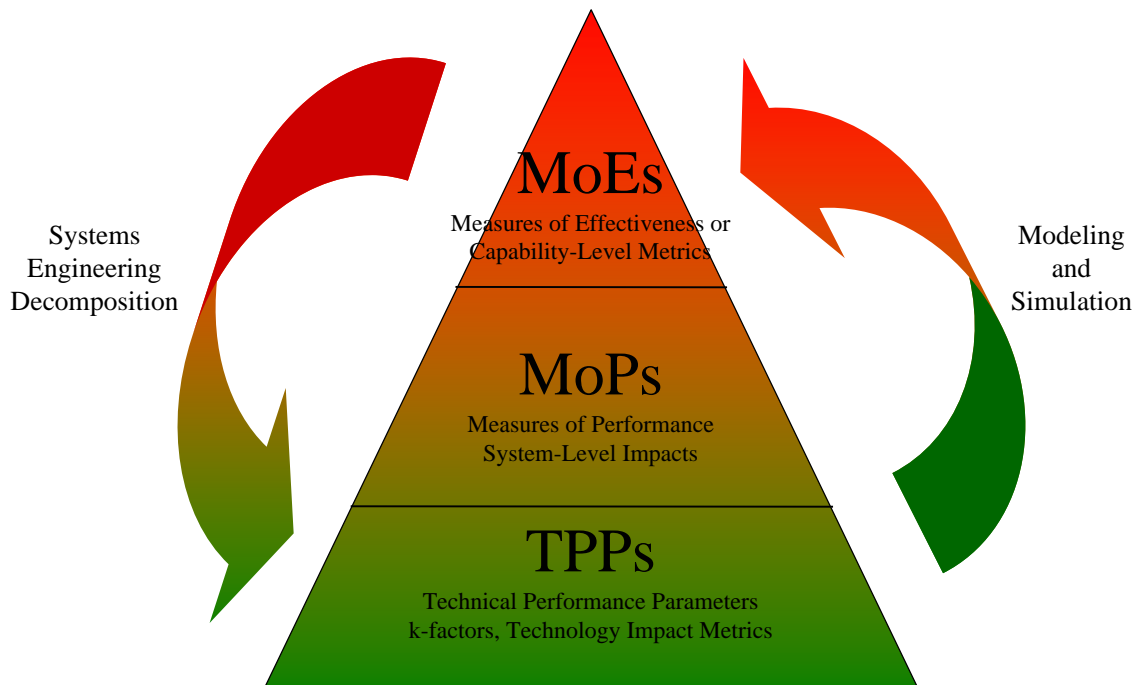 MoEs
Measures of Effectiveness or
Capability-Level Metrics
Systems
Engineering
Decomposition
Modeling
and
Simulation
MoPs
Measures of Performance
System-Level Impacts
TPPs
Technical Performance Parameters
k-factors, Technology Impact Metrics